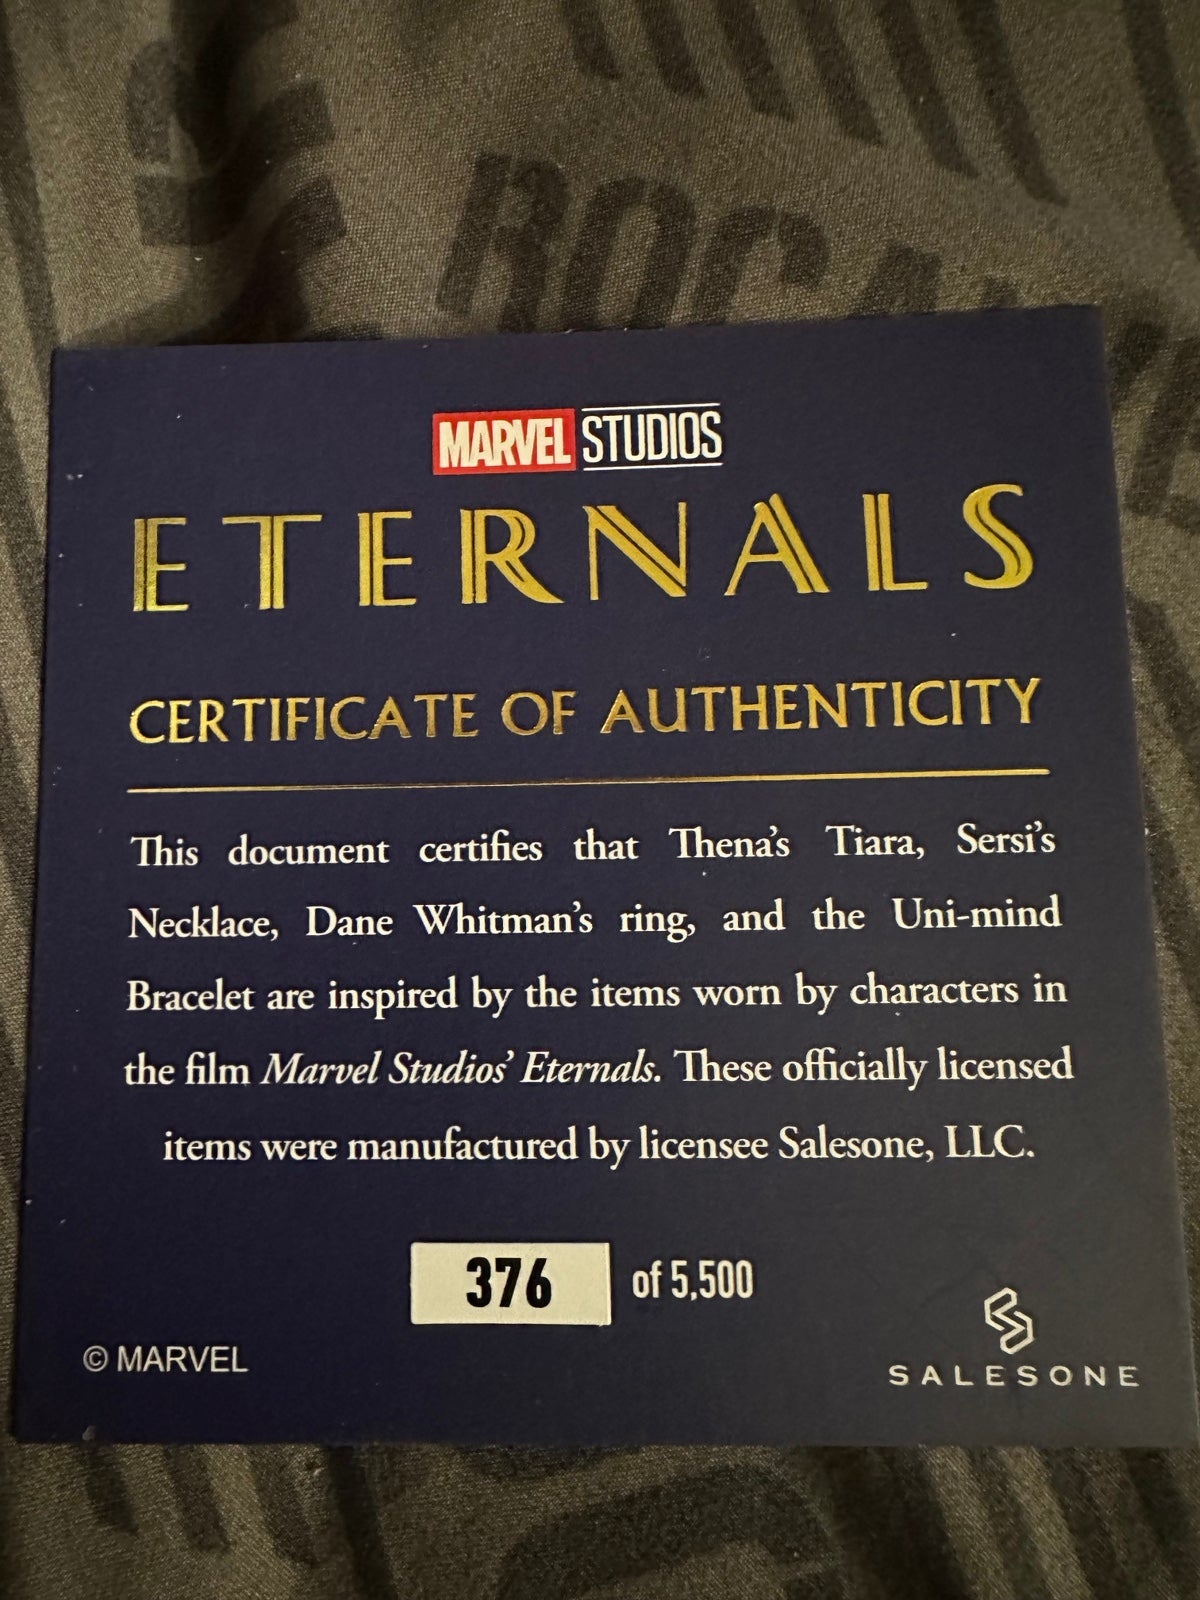 ROCA
MARVEL STUDIOS
ETERNALS
CERTIFICATE OF AUTHENTICITY
This document certifies that Thena's Tiara, Sersi's
Necklace, Dane Whitman's ring, and the Uni-mind
Bracelet are inspired by the items worn by characters in
the film Marvel Studios' Eternals. These officially licensed
items were manufactured by licensee Salesone, LLC.
376 of 5,500
© MARVEL
SALESONE